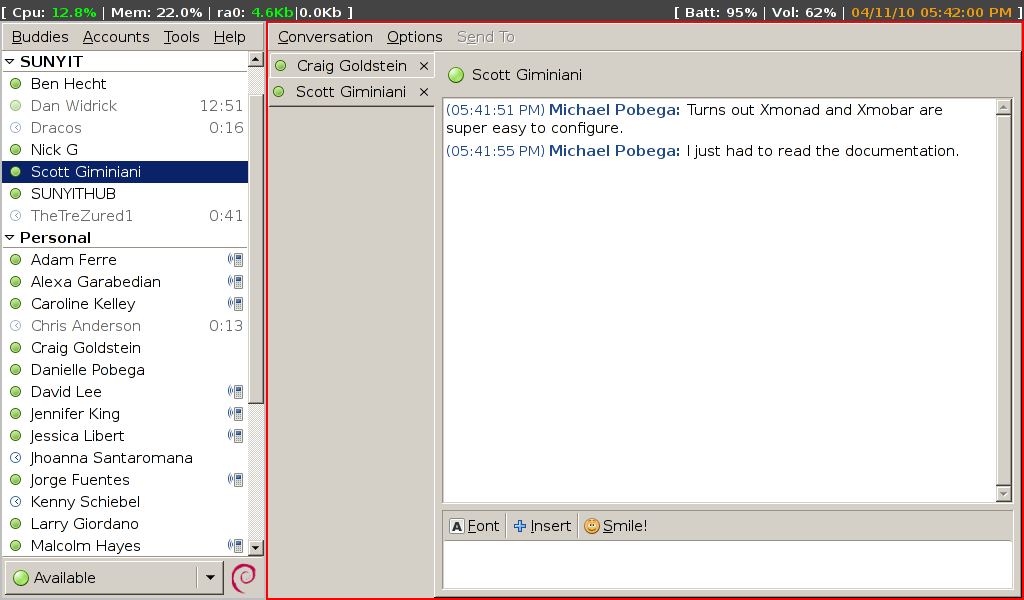 [ Cpu: 12.8% | Mem: 22.0% | ra0: 4.6Kb|0.0Kb ]
[ Batt: 95% | Vol: 62% | 04/11/10 05:42:00 PM ]
Buddies Accounts Tools Help
SUNYIT
Ben Hecht
Dan Widrick 12:51
Dracos 0:16
Nick G
Scott Giminiani
SUNYITHUB
TheTreZured1 0:41
Personal
Adam Ferre
Alexa Garabedian
Caroline Kelley
Chris Anderson 0:13
Craig Goldstein
Danielle Pobega
David Lee
Jennifer King
Jessica Libert
Jhoanna Santaromana
Jorge Fuentes
Kenny Schiebel
Larry Giordano
Malcolm Hayes
Available
Conversation Options Send To
Craig Goldstein
Scott Giminiani
Scott Giminiani
(05:41:51 PM) Michael Pobega: Turns out Xmonad and Xmobar are
super easy to configure.
(05:41:55 PM) Michael Pobega: I just had to read the documentation.
A Font Insert Smile!